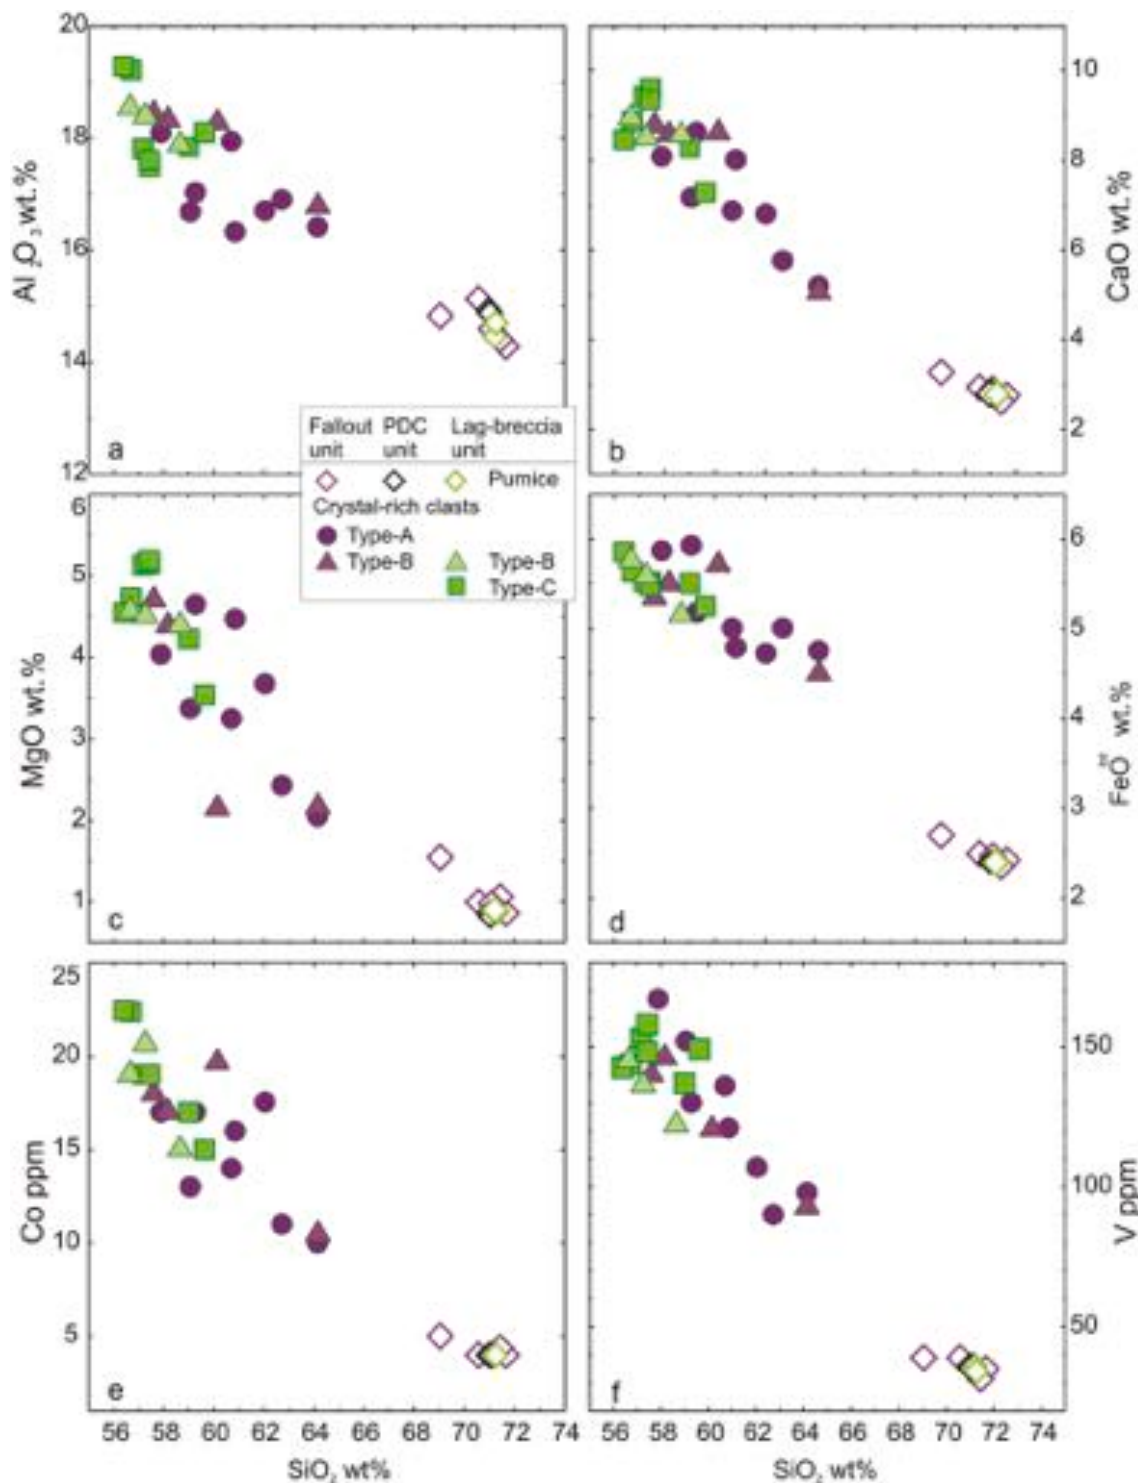 20
18
16
14
12
Al2O3 wt.%
a
10
8
6
4
2
CaO wt.%
b
Fallout PDC Lag-breccia
unit unit unit
Pumice
Crystal-rich clasts
Type-A
Type-B Type-B
Type-C
6
5
4
3
2
1
MgO wt.%
c
6
5
4
3
2
wt.%
d
25
20
15
10
5
Co ppm
e
150
100
50
V ppm
f
56 58 60 62 64 66 68 70 72 74
SiO2 wt%
56 58 60 62 64 66 68 70 72 74
SiO2 wt%